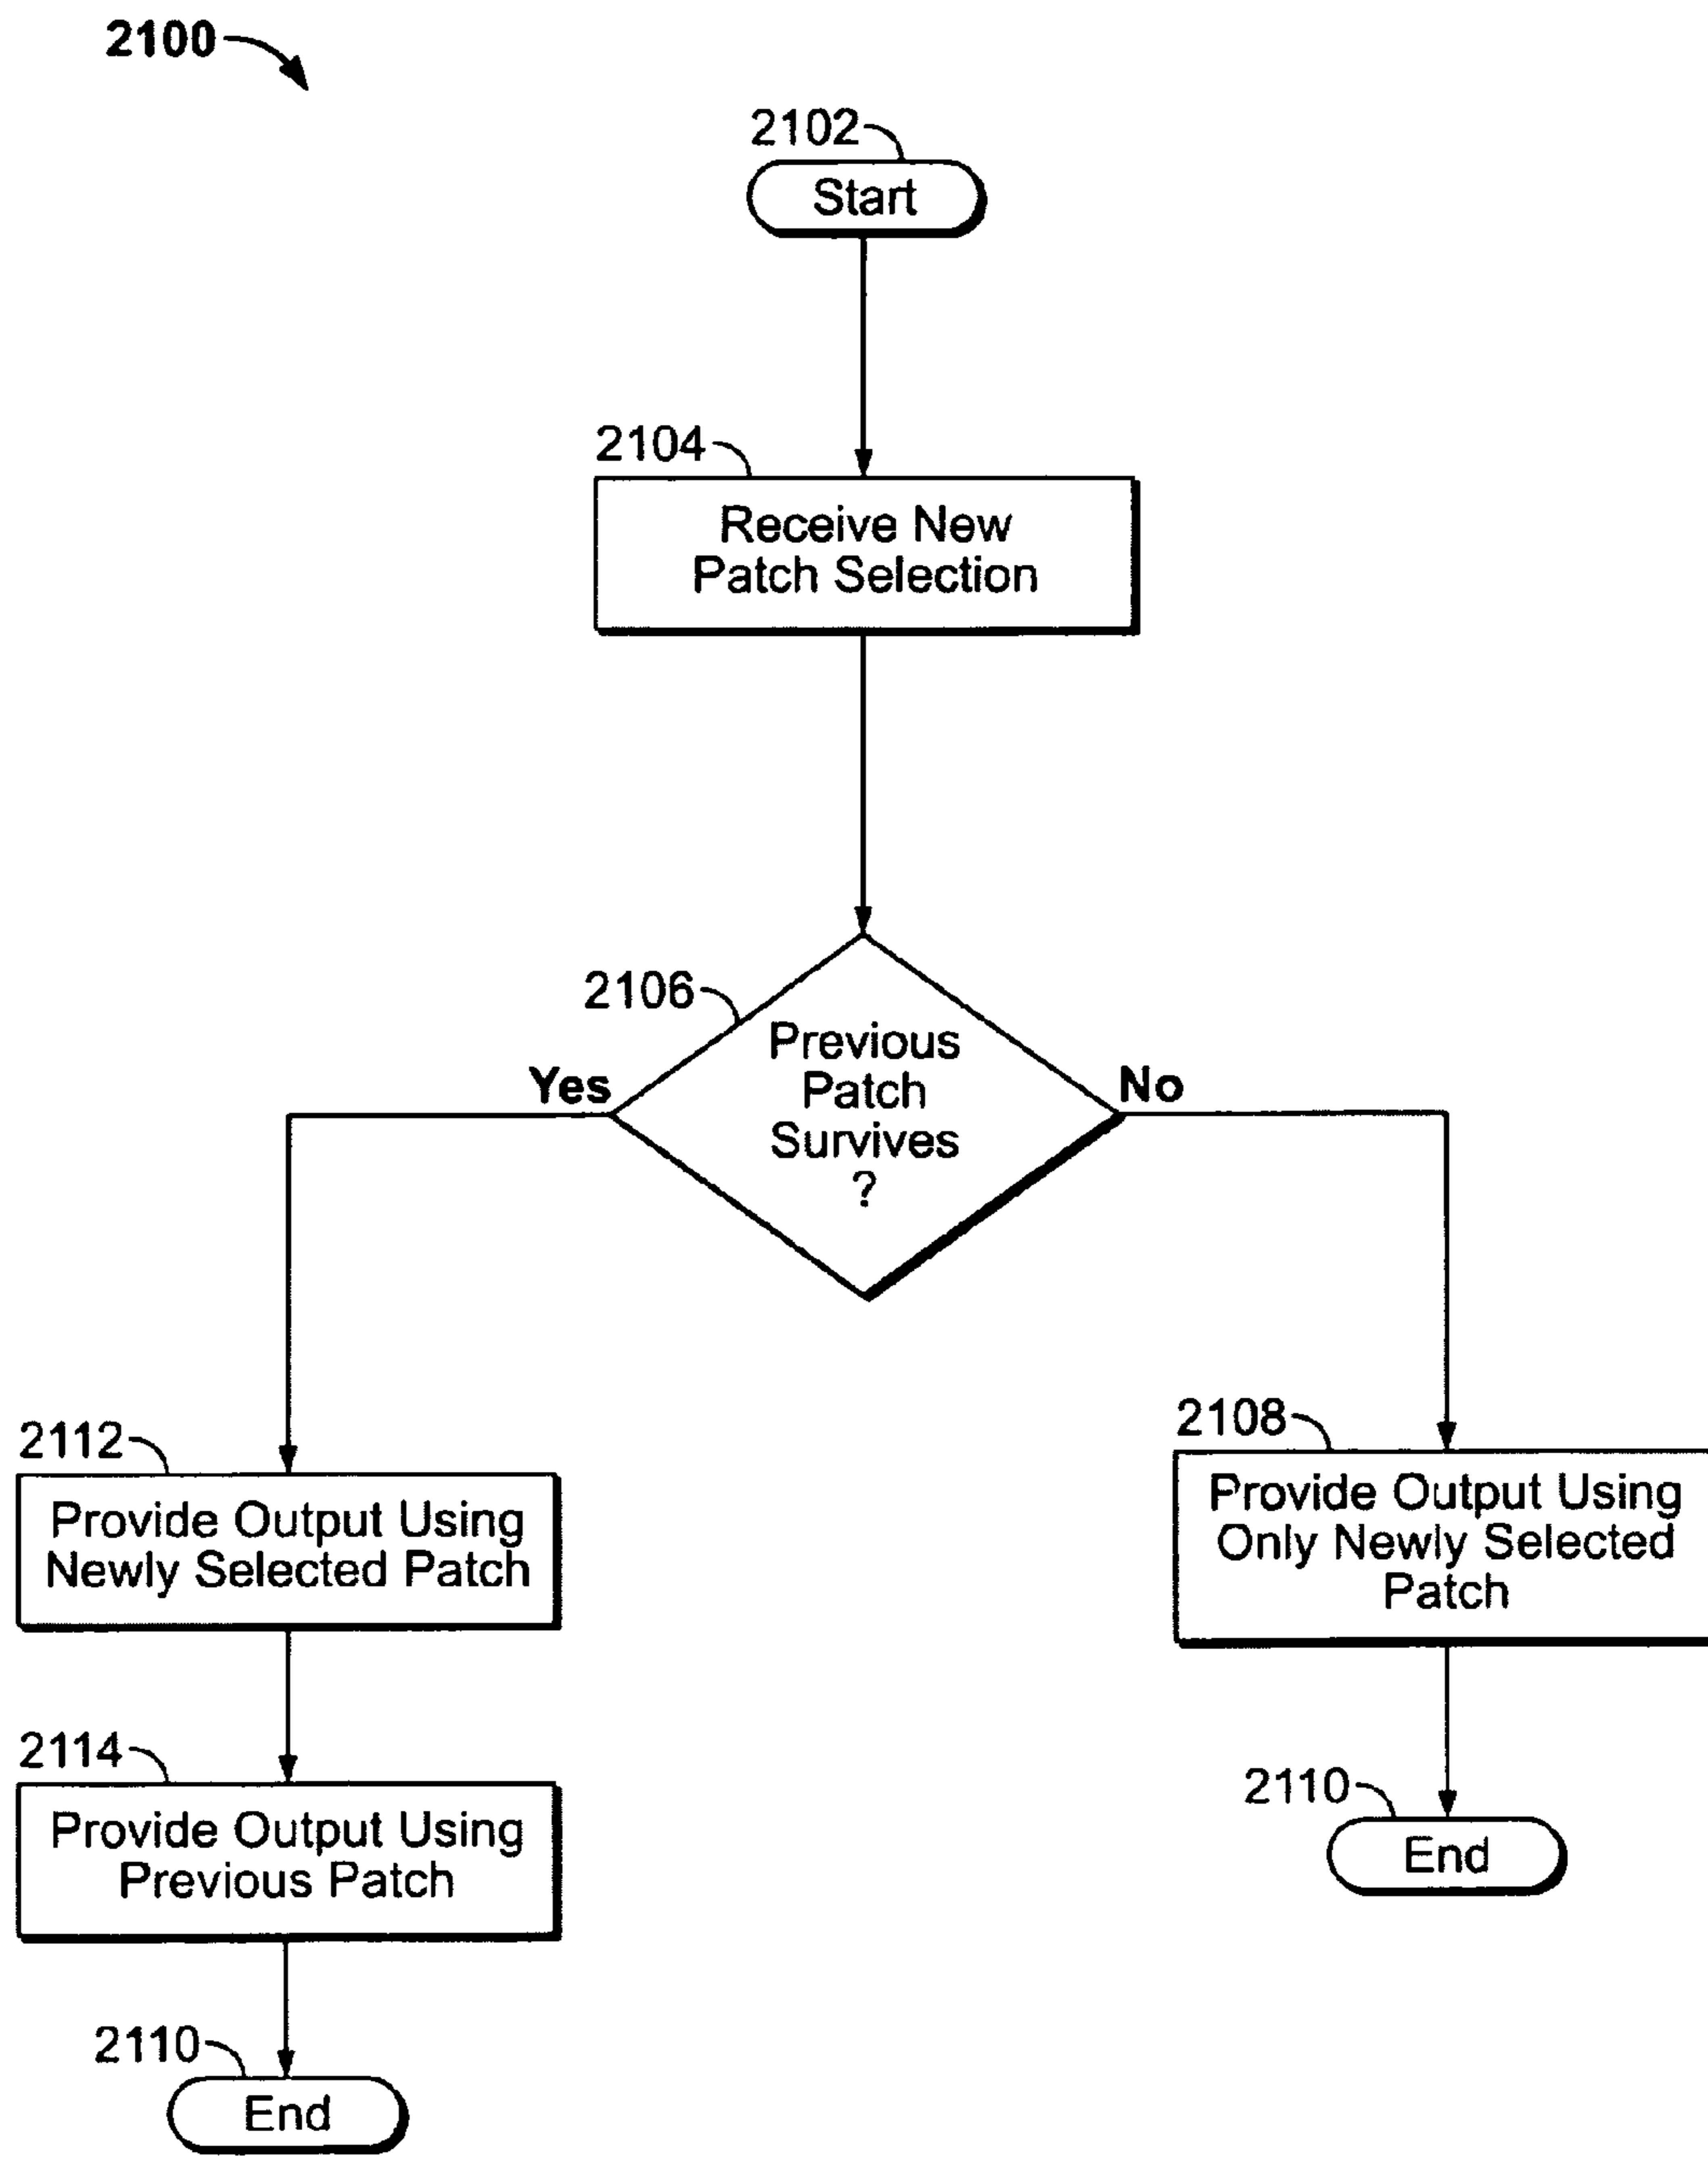 2100
2102
Start
2104
Receive New
Patch Selection
2106
Previous
Patch
Survives
?
Yes
No
2112
Provide Output Using
Newly Selected Patch
2108
Provide Output Using
Only Newly Selected
Patch
2114
Provide Output Using
Previous Patch
2110
End
2110
End